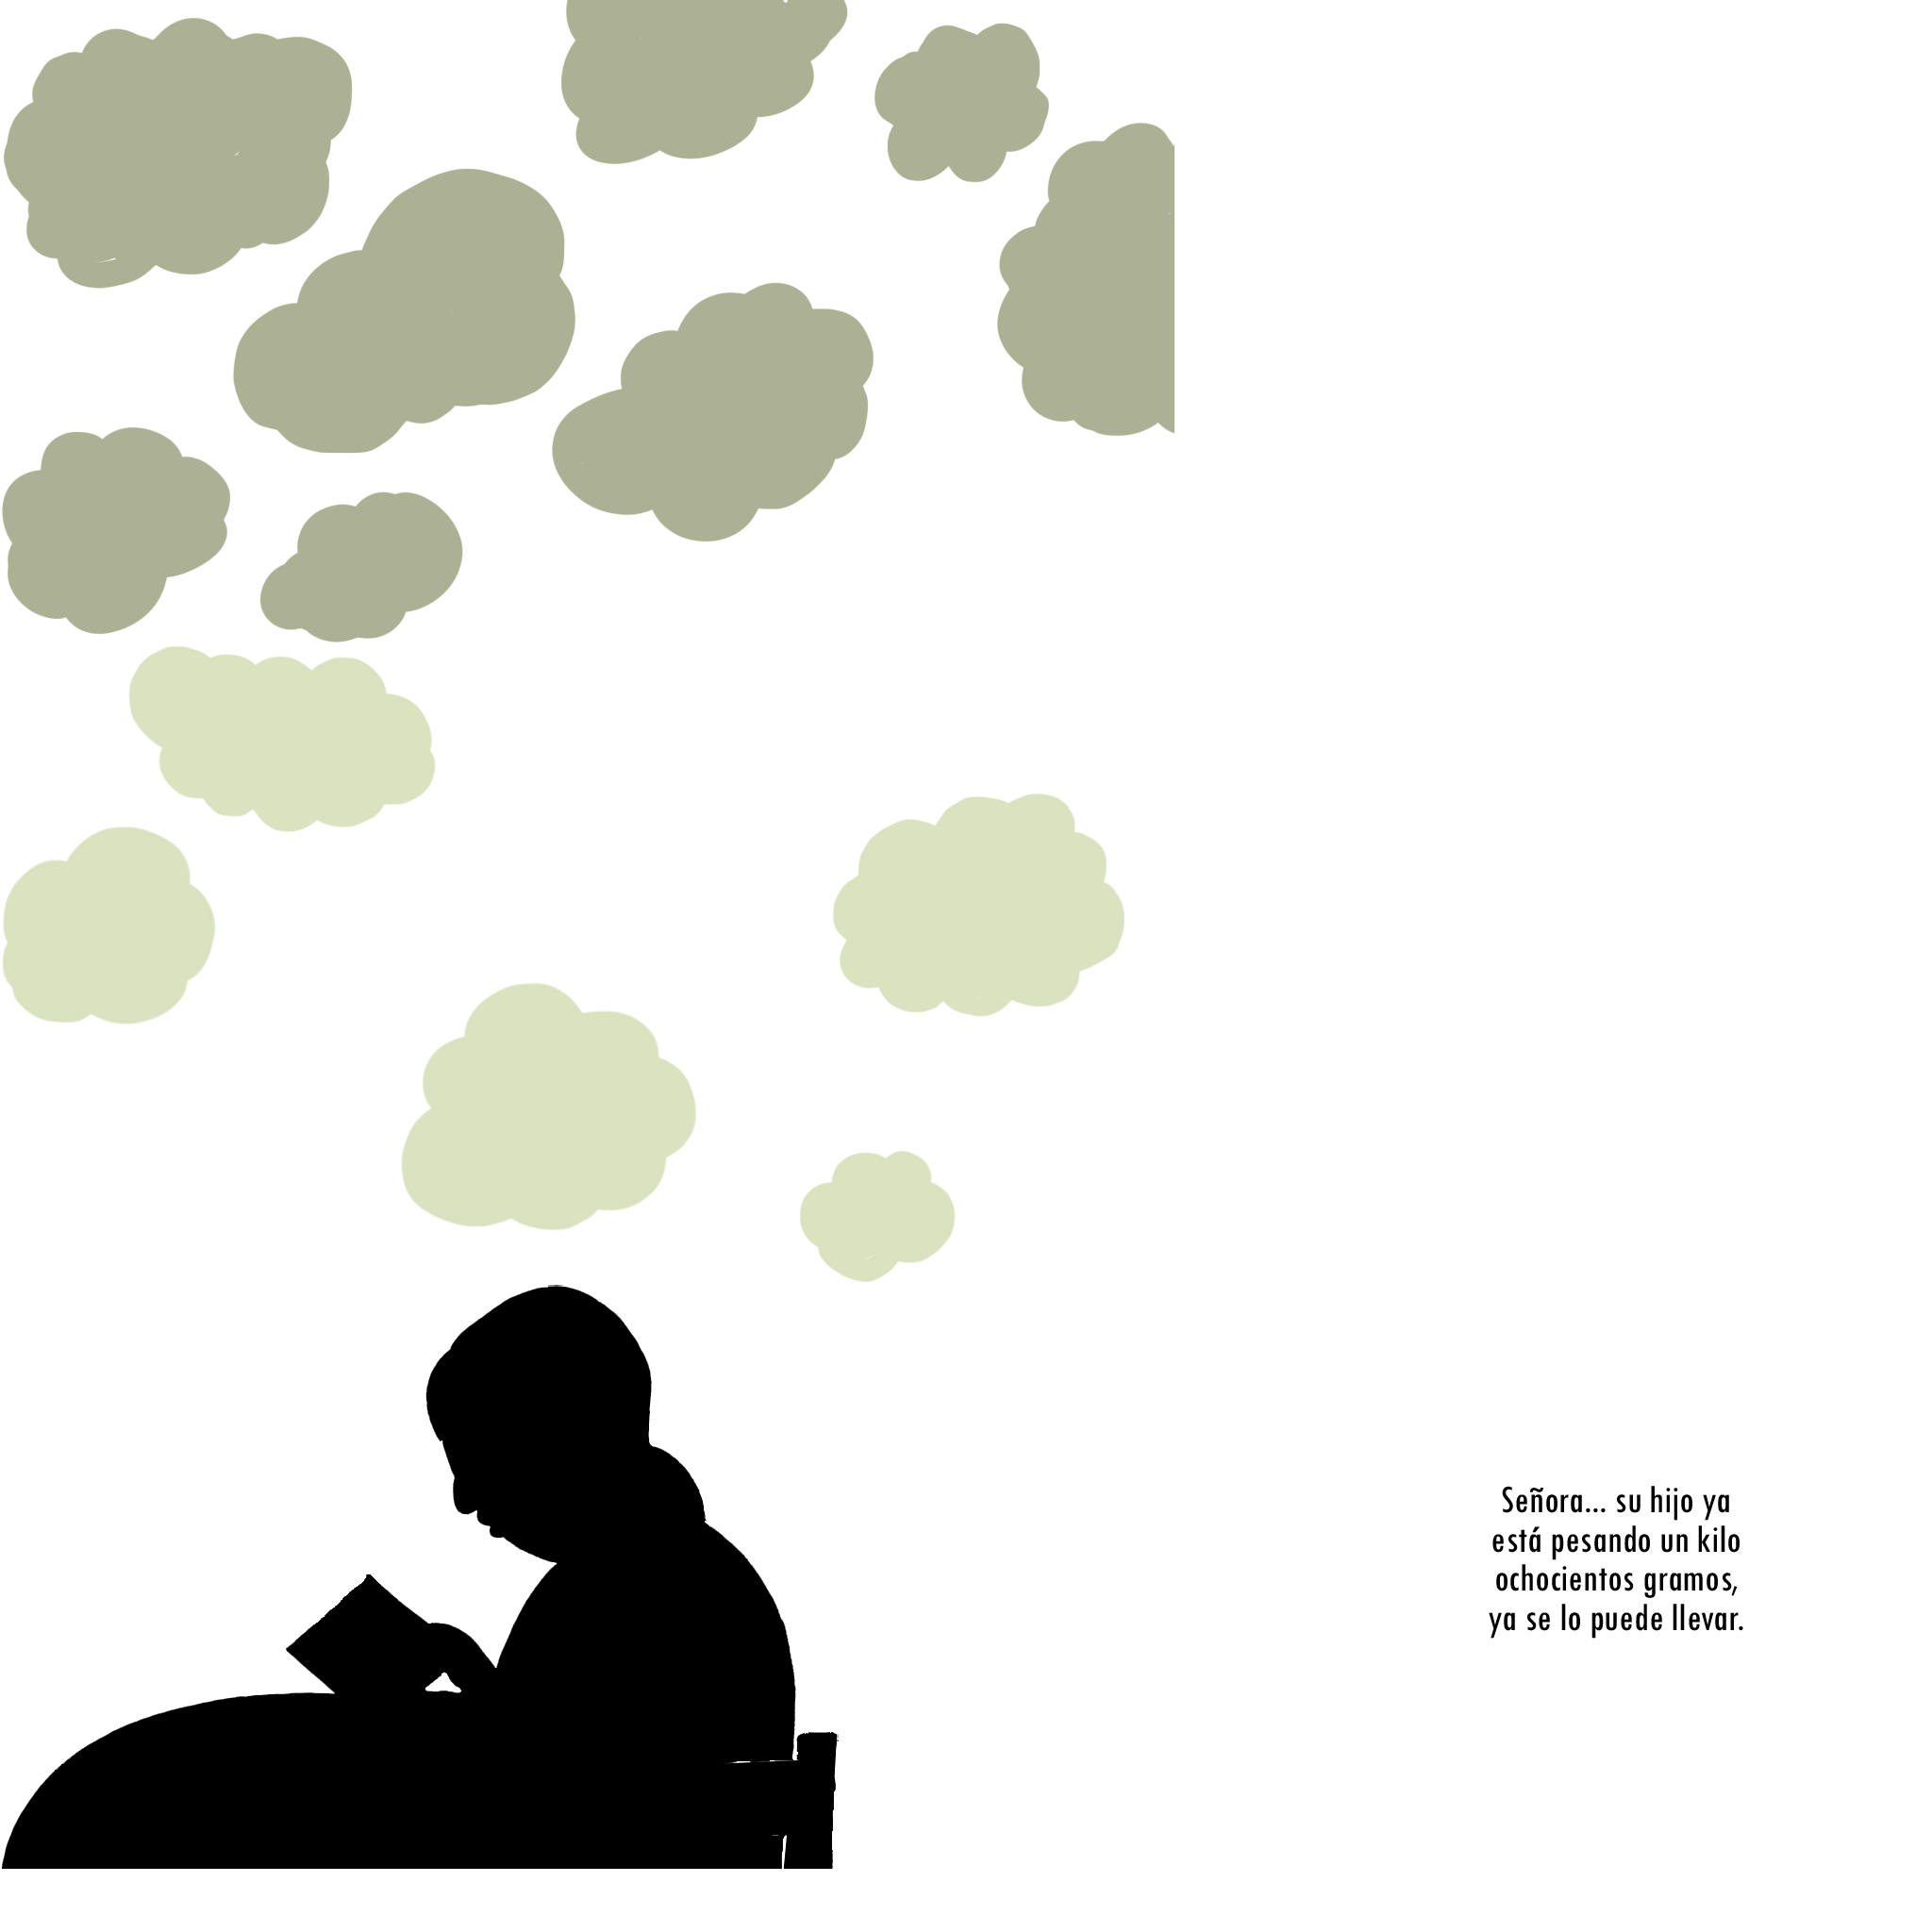 Señora... su hijo ya
está pesando un kilo
ochocientos gramos,
ya se lo puede llevar.